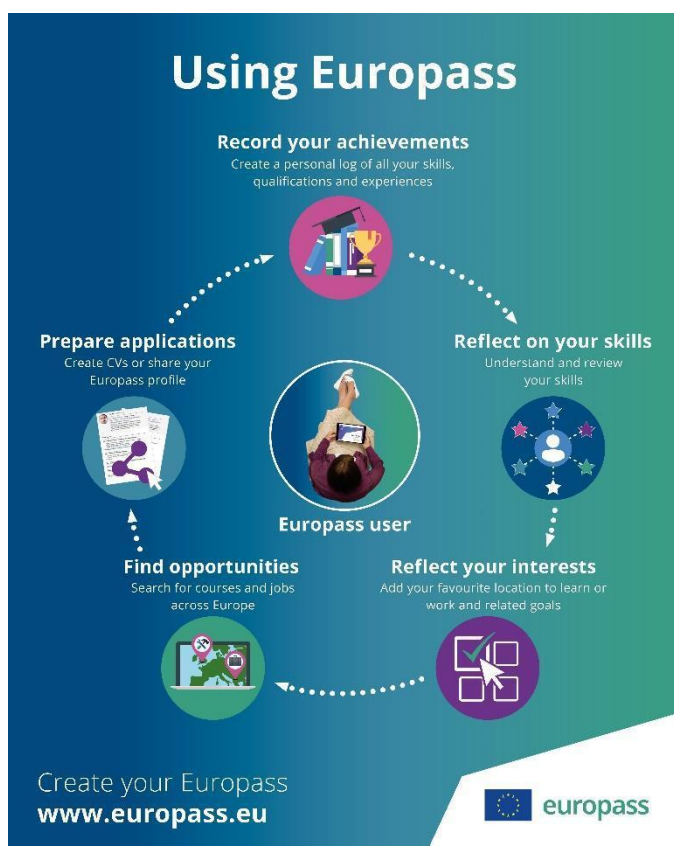 Using Europass
Record your achievements
Create a personal log of all your skills,
qualifications and experiences
Prepare applications
Create CVs or share your
Europass profile
Reflect on your skills
Understand and review
your skills
Europass user
Find opportunities
Search for courses and jobs
across Europe
Reflect your interests
Add your favourite location to learn or
work and related goals
Create your Europass
www.europass.eu
europass